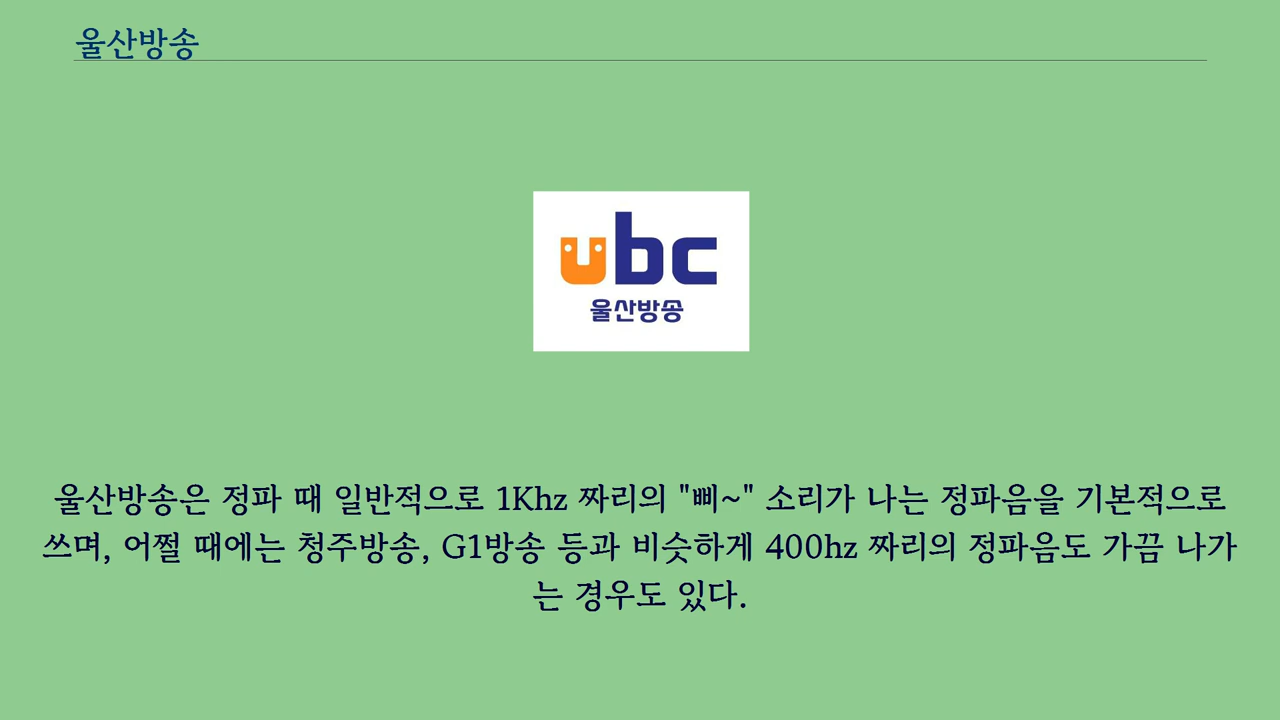 울산방송
ubc
울산방송
울산방송은 정파 때 일반적으로 1Khz 짜리의 "삐~" 소리가 나는 정파음을 기본적으로
쓰며, 어쩔 때에는 청주방송, G1방송 등과 비슷하게 400hz 짜리의 정파음도 가끔 나가
는 경우도 있다.